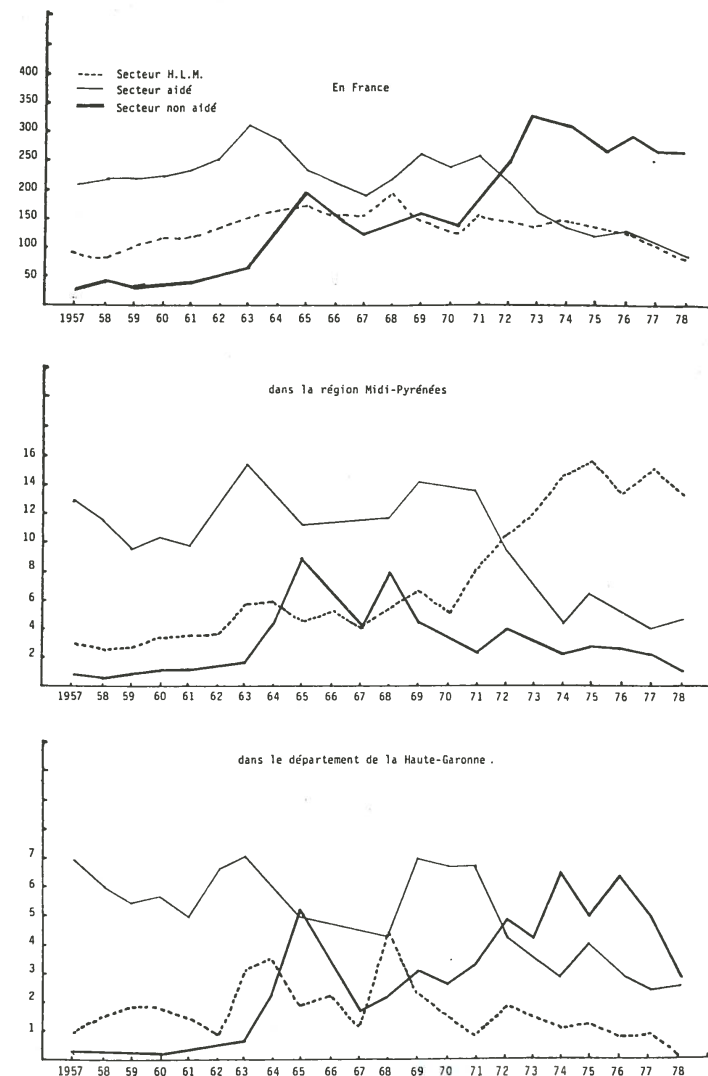 400
350
300
250
200
150
100
50
Secteur H.L.M.
Secteur aidé
Secteur non aidé
En France
1957 58 59 60 61 62 63 64 65 66 67 68 69 70 71 72 73 74 75 76 77 78
dans la région Midi-Pyrénées
16
14
12
10
8
6
4
2
1957 58 59 60 61 62 63 64 65 66 67 68 69 70 71 72 73 74 75 76 77 78
dans le département de la Haute-Garonne .
7
6
5
4
3
2
1
1957 58 59 60 61 62 63 64 65 66 67 68 69 70 71 72 73 74 75 76 77 78